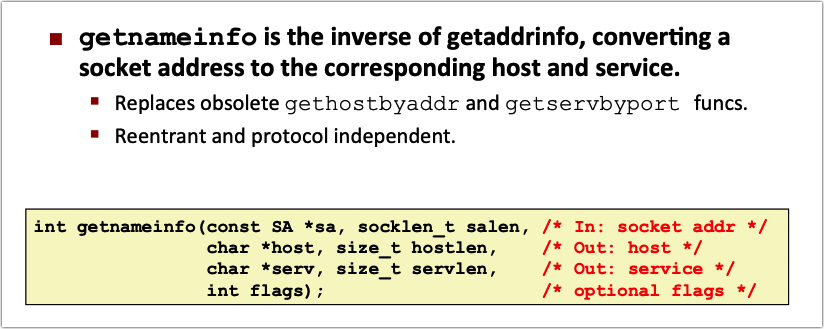 getnameinfo is the inverse of getaddrinfo, converting a
socket address to the corresponding host and service.
Replaces obsolete gethostbyaddr and getservbyport funcs.
Reentrant and protocol independent.
int getnameinfo(const SA *sa, socklen_t salen, /* In: socket addr */
char *host, size_t hostlen, /* Out: host */
char *serv, size_t servlen, /* Out: service */
int flags); /* optional flags */